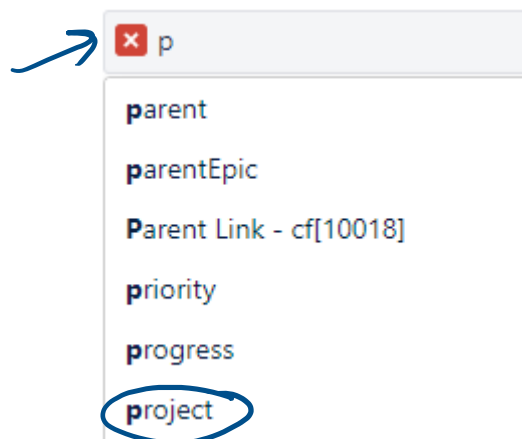 p
parent
parentEpic
Parent Link - cf[10018]
priority
progress
project